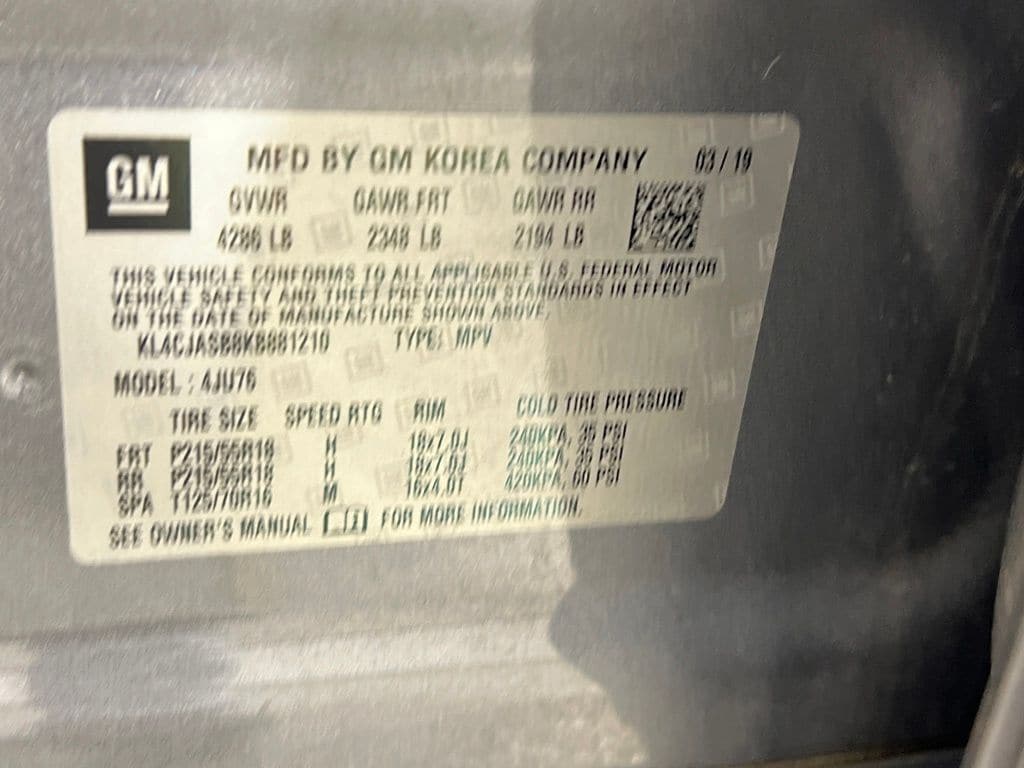 GM
MFD BY GM KOREA COMPANY 03/19
GVWR GAWR FRT GAWR RR
4286 LB 2348 LB 2194 LB
THIS VEHICLE CONFORMS TO ALL APPLICABLE U.S. FEDERAL MOTOR
VEHICLE SAFETY AND THEFT PREVENTION STANDARDS IN EFFECT
ON THE DATE OF MANUFACTURE SHOWN ABOVE.
KL4CJASB8KB881210 TYPE: MPV
MODEL : 4JU76
TIRE SIZE SPEED RTG RIM COLD TIRE PRESSURE
FRT P215/55R18 H 18x7.0J 240KPA, 35 PSI
RR P215/55R18 H 18x7.0J 240KPA, 35 PSI
SPA T125/70R16 M 16x4.0T 420KPA, 60 PSI
SEE OWNER'S MANUAL FOR MORE INFORMATION.